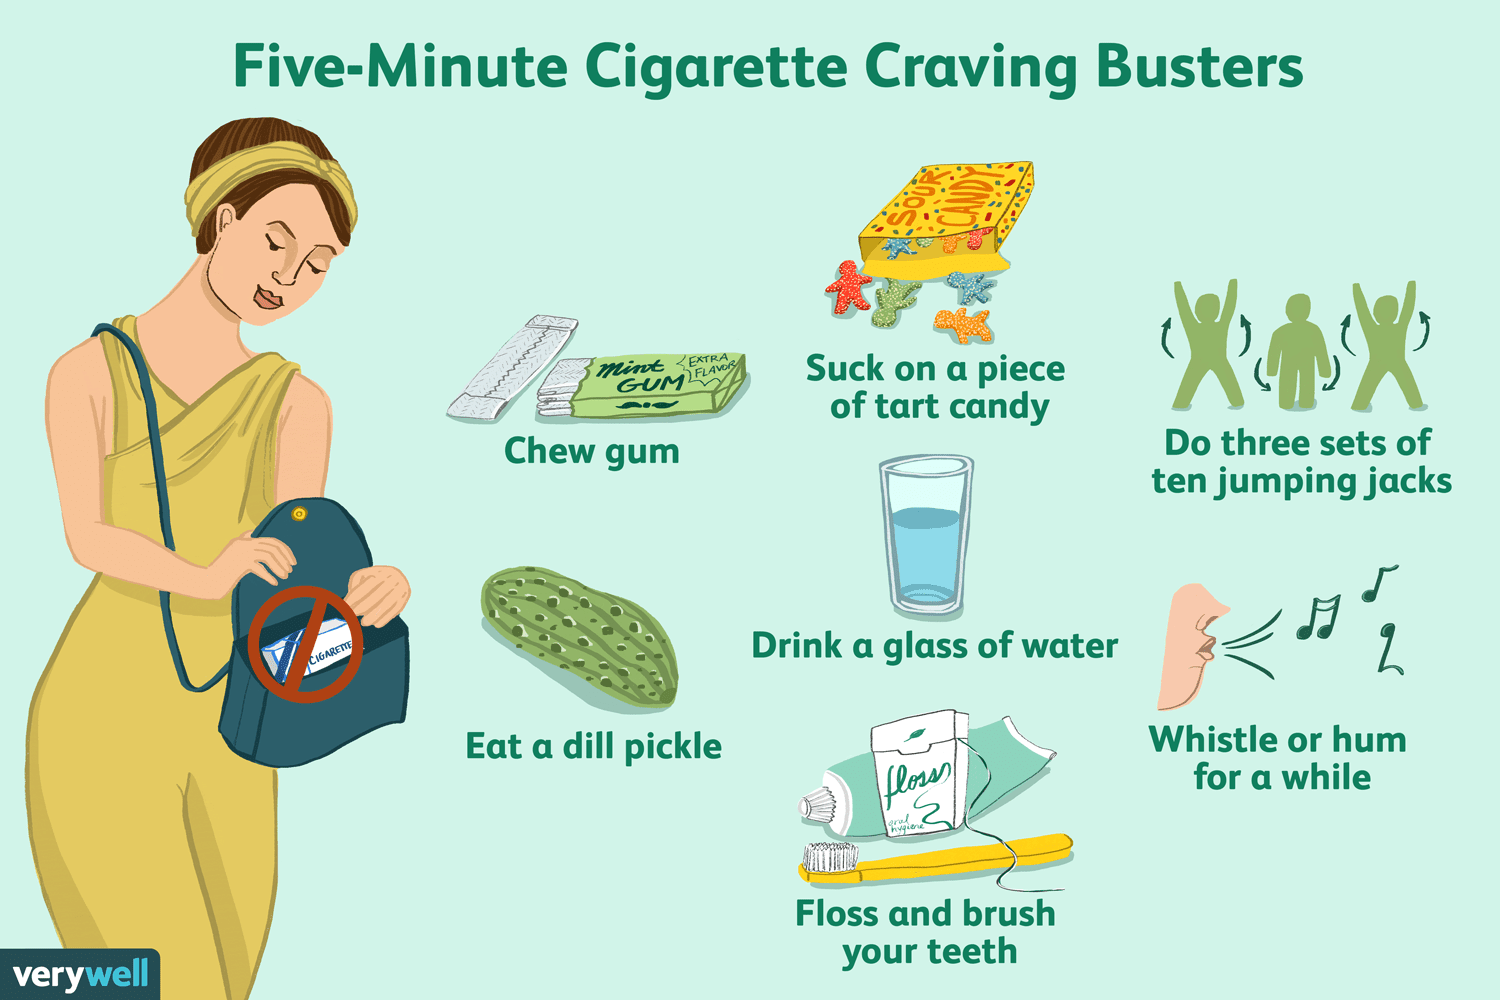 Five-Minute Cigarette Craving Busters
SOUR
CANDY
Suck on a piece
of tart candy
mint
GUM
EXTRA
FLAVOR
Chew gum
Do three sets of
ten jumping jacks
Drink a glass of water
CIGARETTE
Eat a dill pickle
Whistle or hum
for a while
floss
oral
hygiene
Floss and brush
your teeth
verywell